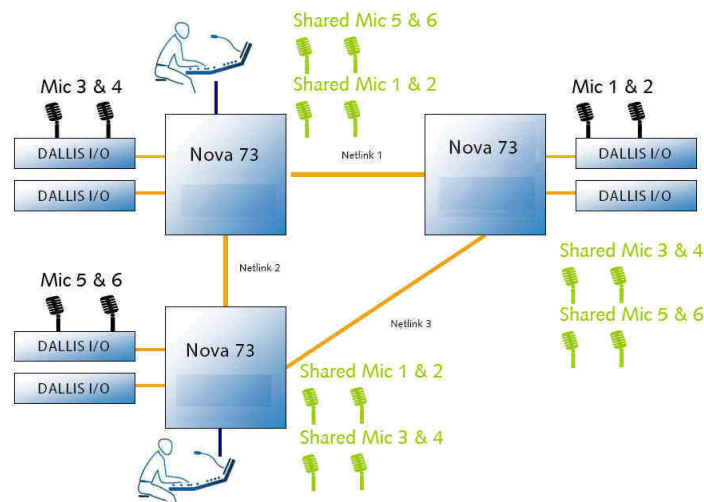 Shared Mic 5 & 6
Mic 3 & 4
Shared Mic 1 & 2
Mic 1 & 2
DALLIS I/O
Nova 73
Netlink 1
Nova 73
DALLIS I/O
DALLIS I/O
DALLIS I/O
Shared Mic 3 & 4
Netlink 2
Mic 5 & 6
Shared Mic 5 & 6
Netlink 3
DALLIS I/O
Nova 73
Shared Mic 1 & 2
DALLIS I/O
Shared Mic 3 & 4